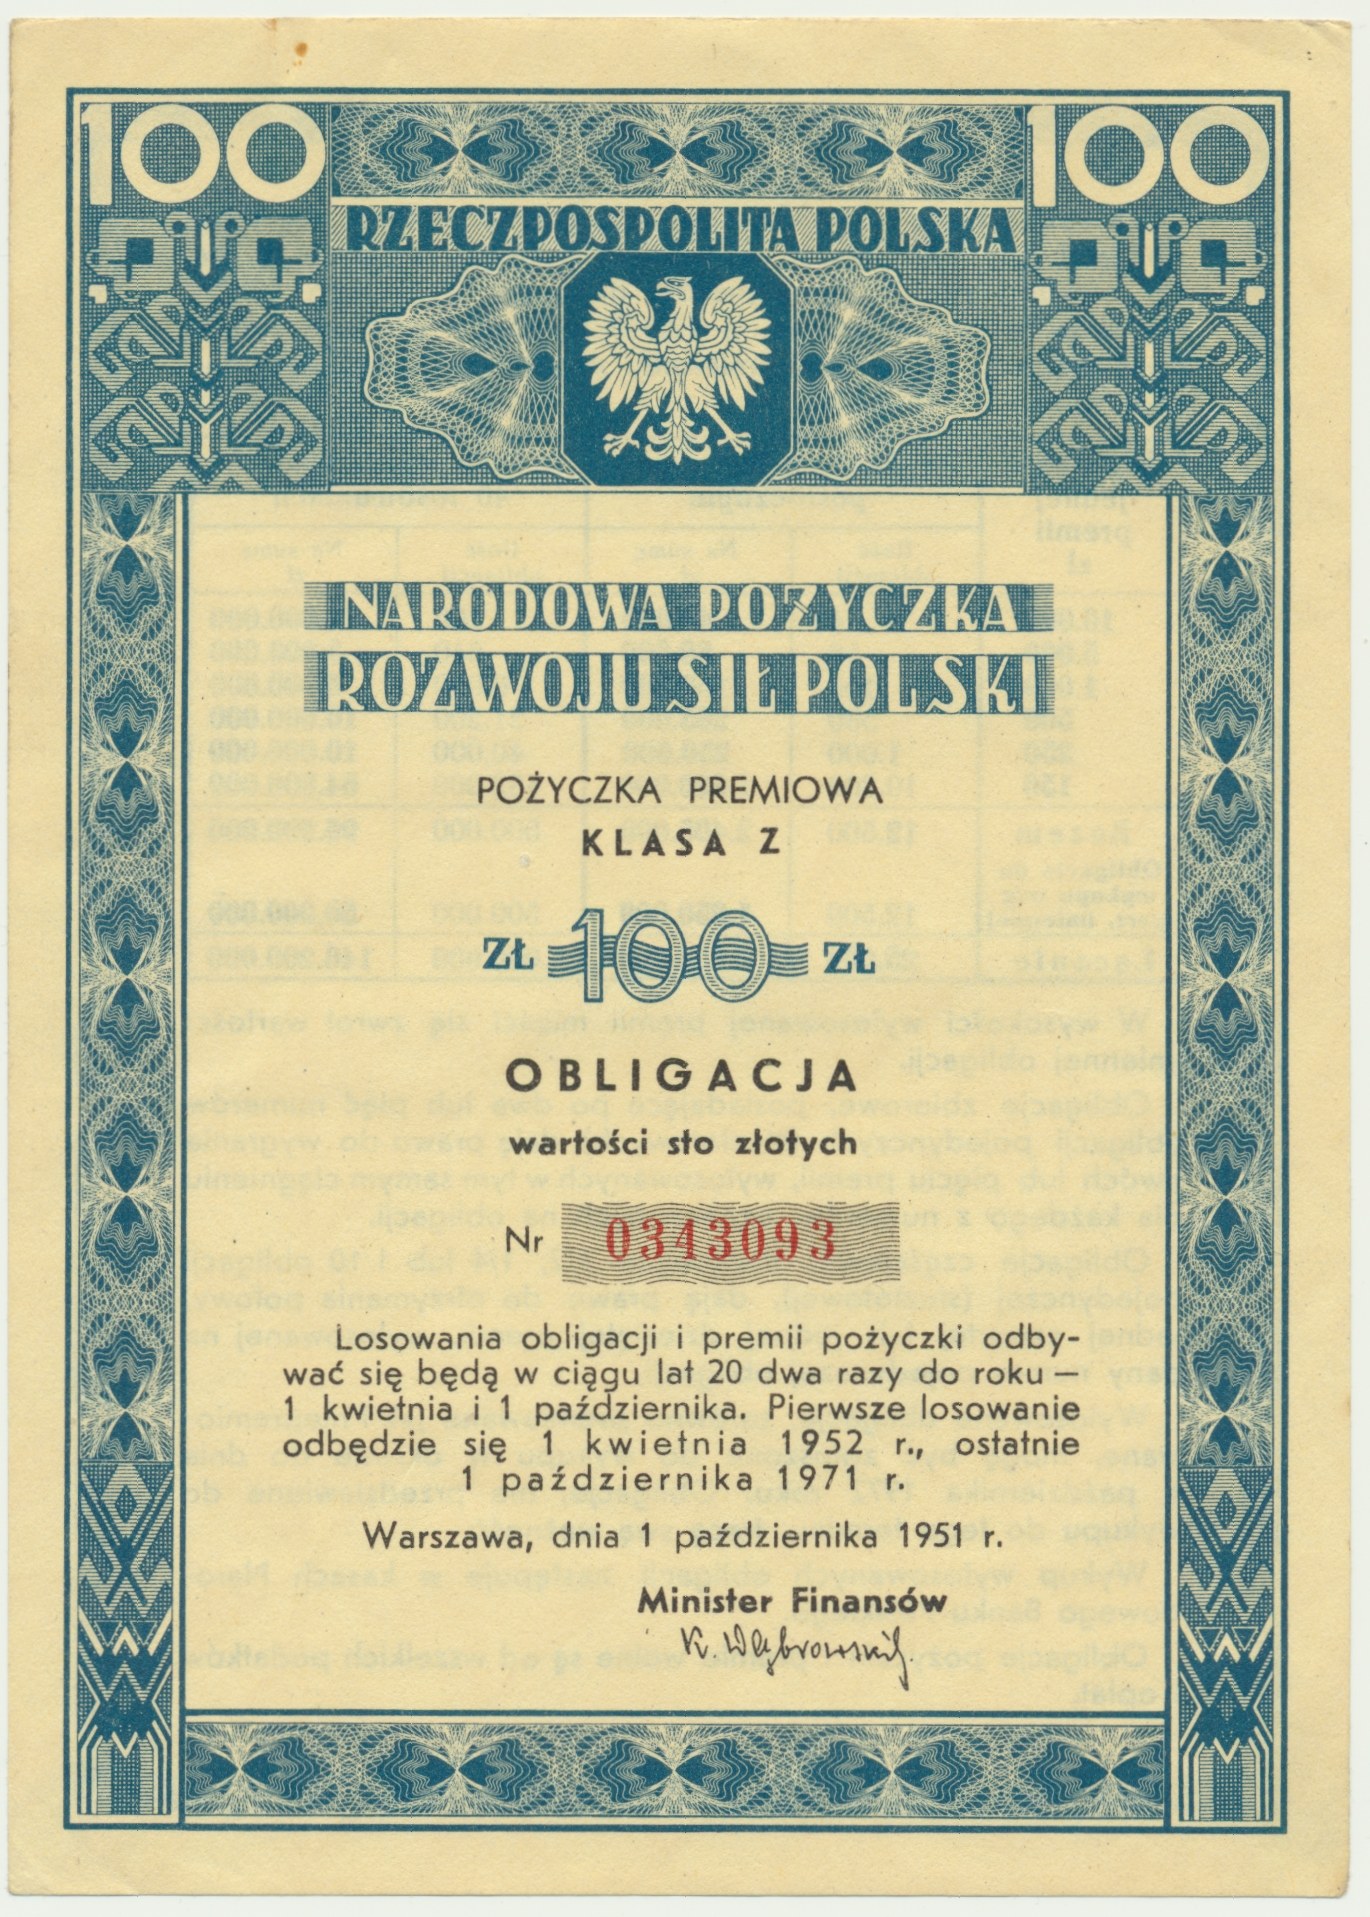 100 100
RZECZPOSPOLITA POLSKA
NARODOWA POŻYCZKA
ROZWOJU SIŁ POLSKI
POŻYCZKA PREMIOWA
KLASA Z
ZŁ 100 ZŁ
OBLIGACJA
wartości sto złotych
Nr 0343093
Losowania obligacji i premii pożyczki odby-
wać się będą w ciągu lat 20 dwa razy do roku —
1 kwietnia i 1 października. Pierwsze losowanie
odbędzie się 1 kwietnia 1952 r., ostatnie
1 października 1971 r.
Warszawa, dnia 1 października 1951 r.
Minister Finansów
K. Dąbrowski